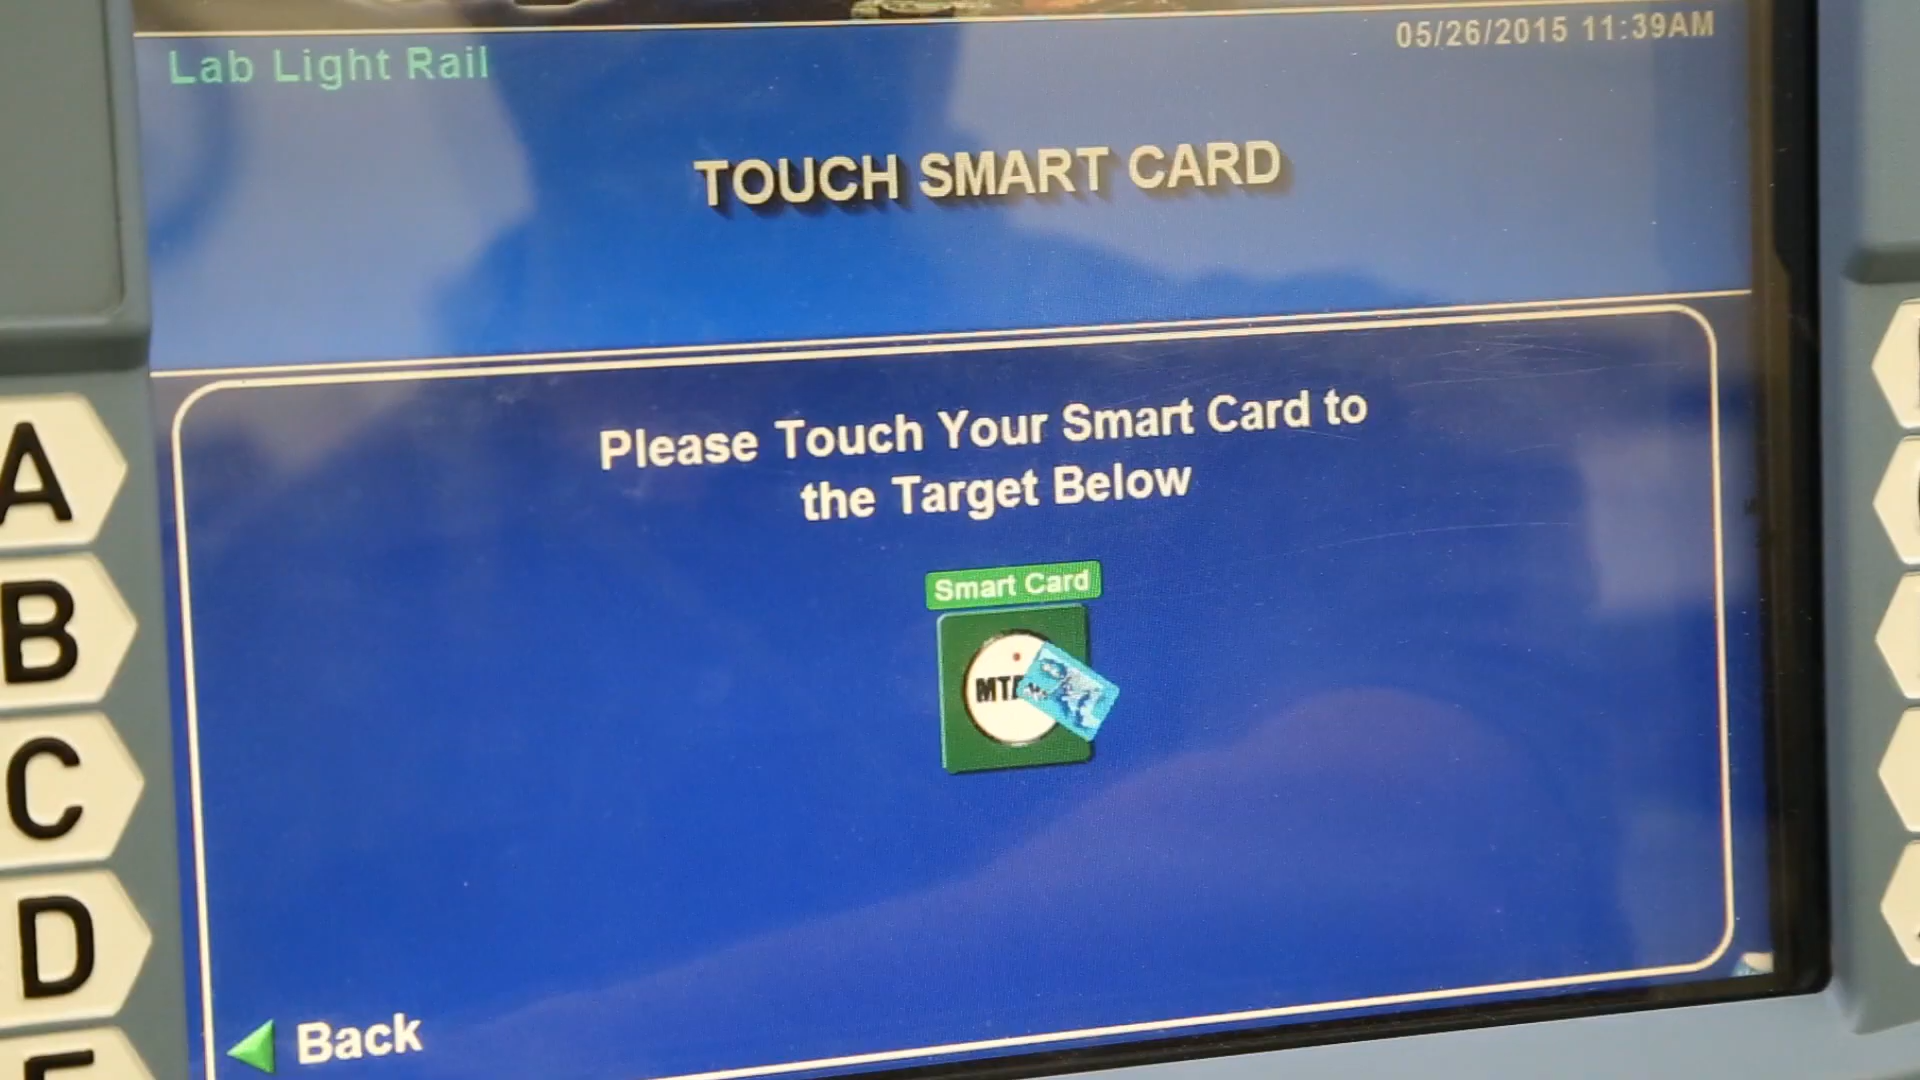 05/26/2015 11:39AM
Lab Light Rail
TOUCH SMART CARD
Please Touch Your Smart Card to
the Target Below
Smart Card
A
B
C
D
Back